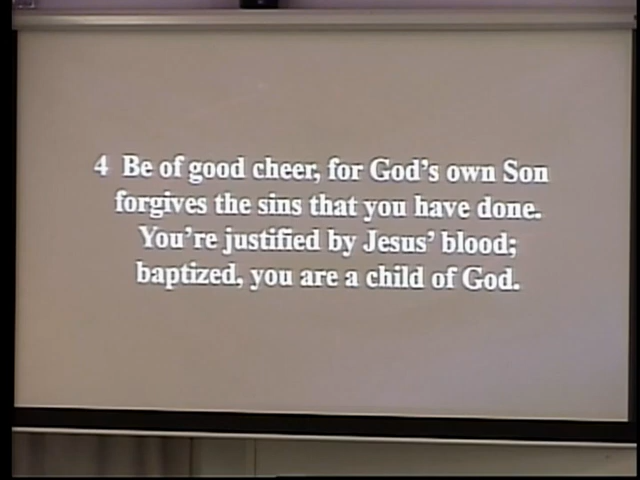 4 Be of good cheer, for God's own Son
forgives the sins that you have done.
You're justified by Jesus' blood;
baptized, you are a child of God.